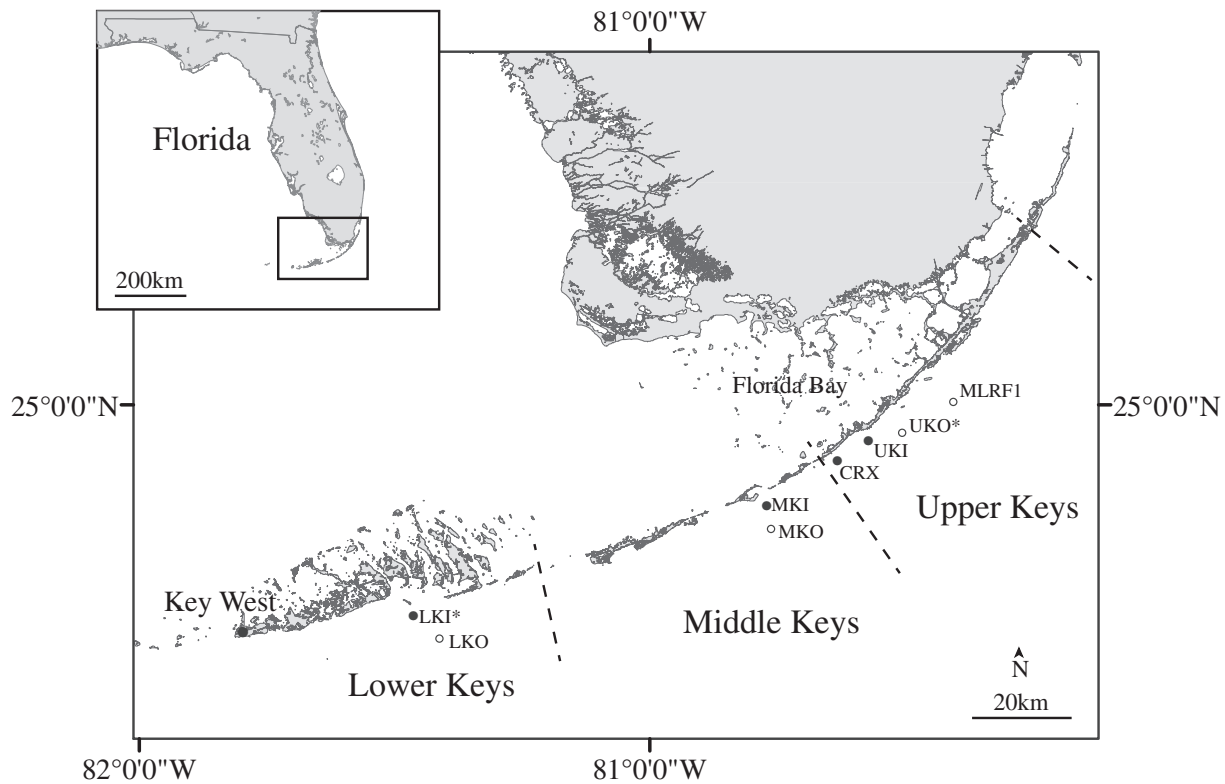 81°0'0"W
Florida
200km
25°0'0"N
25°0'0"N
Florida Bay
MLRF1
UKO*
UKI
CRX
Upper Keys
MKI
MKO
Key West
LKI*
LKO
Middle Keys
Lower Keys
N
20km
82°0'0"W
81°0'0"W